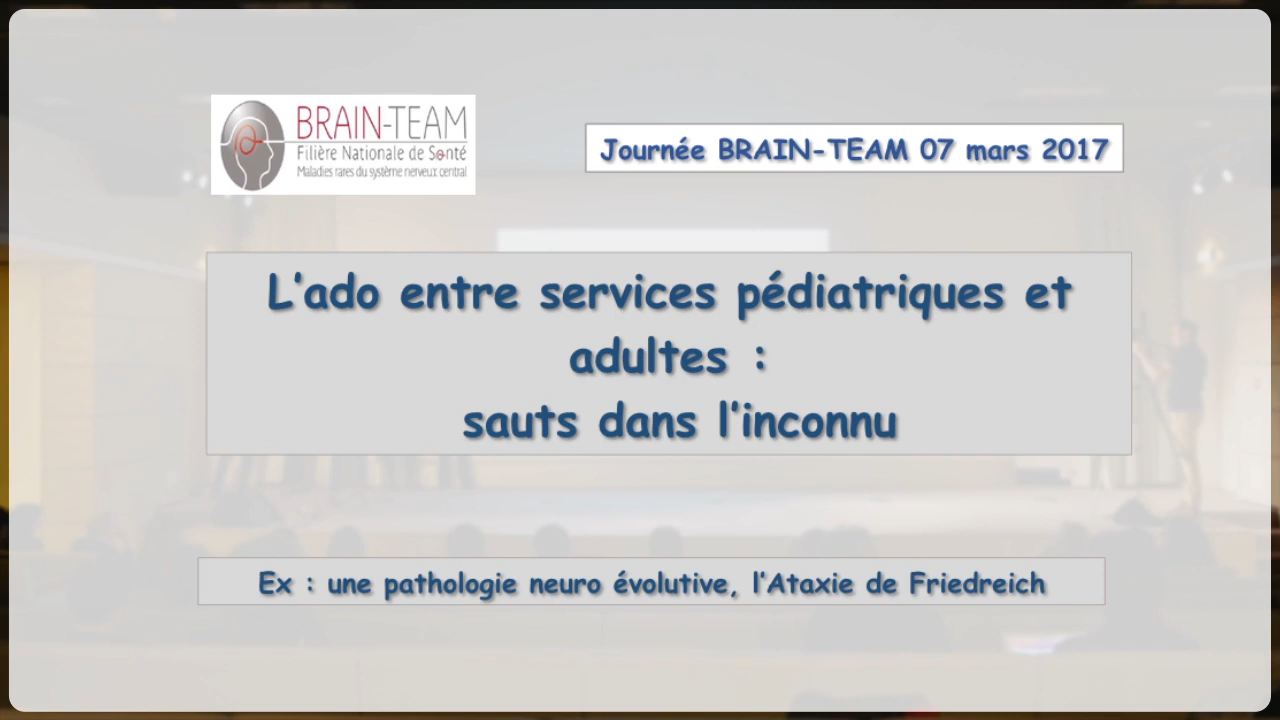 BRAIN-TEAM
Filière Nationale de Santé
Maladies rares du système nerveux central
Journée BRAIN-TEAM 07 mars 2017
L'ado entre services pédiatriques et
adultes :
sauts dans l'inconnu
Ex : une pathologie neuro évolutive, l'Ataxie de Friedreich